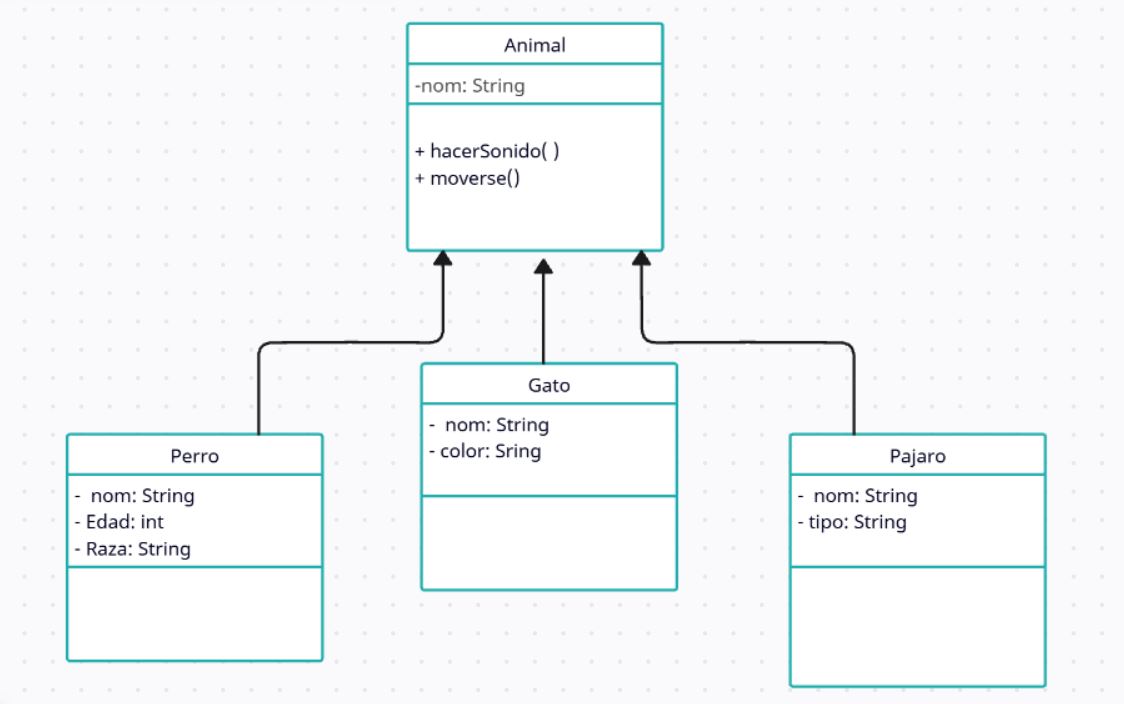 Animal
-nom: String
+ hacerSonido( )
+ moverse()
Gato
-  nom: String
- color: Sring
Perro
-  nom: String
- Edad: int
- Raza: String
Pajaro
-  nom: String
- tipo: String